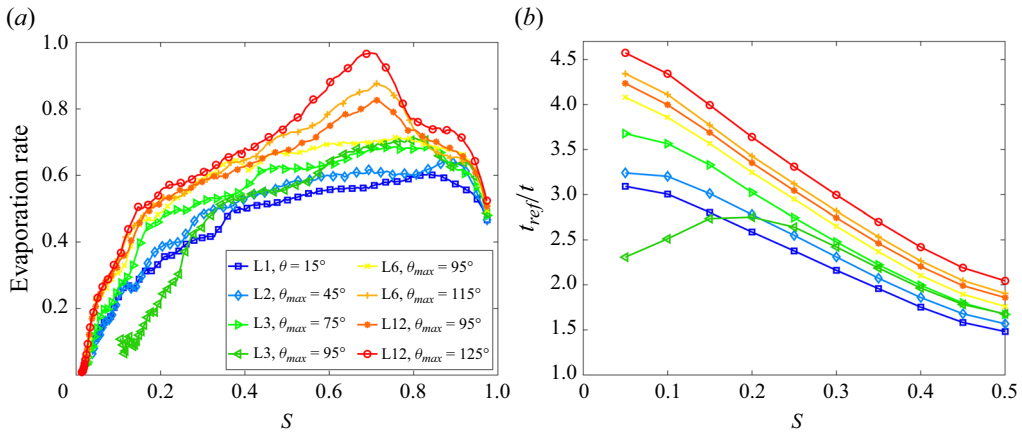 (a)
(b)
Evaporation rate
1.0
0.8
0.6
0.4
0.2
0
0.2
0.4
0.6
0.8
1.0
S
L1, θ = 15°
L2, θmax = 45°
L3, θmax = 75°
L3, θmax = 95°
L6, θmax = 95°
L6, θmax = 115°
L12, θmax = 95°
L12, θmax = 125°
tref/t
4.5
4.0
3.5
3.0
2.5
2.0
1.5
1.0
0
0.1
0.2
0.3
0.4
0.5
S